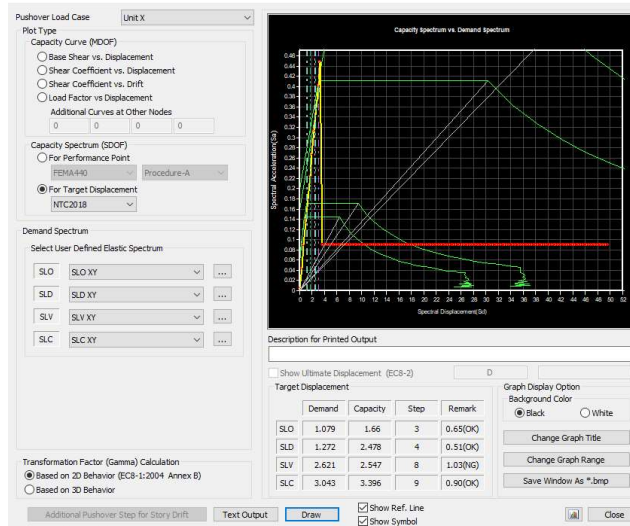 Pushover Load Case
Unit X
Plot Type
Capacity Curve (MDOF)
Base Shear vs. Displacement
Shear Coefficient vs. Displacement
Shear Coefficient vs. Drift
Load Factor vs Displacement
Additional Curves at Other Nodes
0 0 0 0
Capacity Spectrum (SDOF)
For Performance Point
FEMA440 Procedure-A
For Target Displacement
NTC2018
Demand Spectrum
Select User Defined Elastic Spectrum
SLO SLO XY ...
SLD SLD XY ...
SLV SLV XY ...
SLC SLC XY ...
Transformation Factor (Gamma) Calculation
Based on 2D Behavior (EC8-1:2004 Annex B)
Based on 3D Behavior
Capacity Spectrum vs. Demand Spectrum
Spectral Acceleration(Sa)
0.46
0.44
0.42
0.4
0.38
0.36
0.34
0.32
0.3
0.28
0.26
0.24
0.22
0.2
0.18
0.16
0.14
0.12
0.1
0.08
0.06
0.04
0.02
0
0 2 4 6 8 10 12 14 16 18 20 22 24 26 28 30 32 34 36 38 40 42 44 46 48 50 52
Spectral Displacement(Sd)
Description for Printed Output
Show Ultimate Displacement (EC8-2)
D
Target Displacement
Demand Capacity Step Remark
SLO 1.079 1.66 3 0.65(OK)
SLD 1.272 2.478 4 0.51(OK)
SLV 2.621 2.547 8 1.03(NG)
SLC 3.043 3.396 9 0.90(OK)
Graph Display Option
Background Color
Black White
Change Graph Title
Change Graph Range
Save Window As *.bmp
Additional Pushover Step for Story Drift
Text Output
Draw
Show Ref. Line
Show Symbol
Close